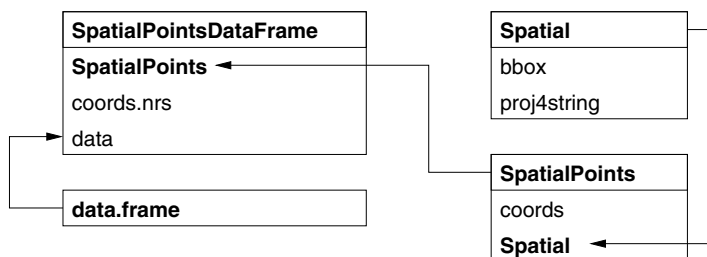 SpatialPointsDataFrame
SpatialPoints
coords.nrs
data
data.frame
Spatial
bbox
proj4string
SpatialPoints
coords
Spatial